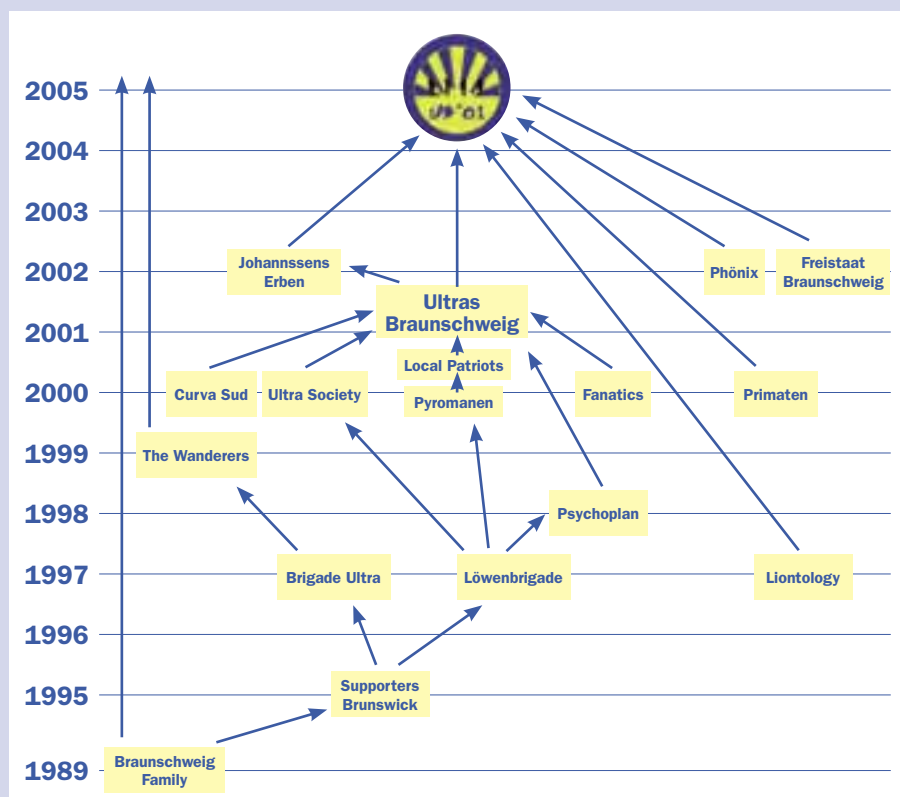 2005
UB '01
2004
2003
Johannssens
Erben
2002
Phönix
Freistaat
Braunschweig
Ultras
Braunschweig
2001
Local Patriots
2000
Curva Sud
Ultra Society
Pyromanen
Fanatics
Primaten
1999
The Wanderers
1998
Psychoplan
1997
Brigade Ultra
Löwenbrigade
Liontology
1996
1995
Supporters
Brunswick
1989
Braunschweig
Family